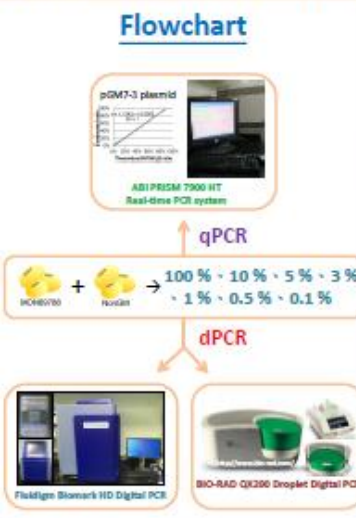 Flowchart
pGM7-3 plasmid
ABI PRISM 7900 HT
Real-time PCR system
qPCR
+ → 100 %、10 %、5 %、3 %
、1 %、0.5 %、0.1 %
MON89788
NonGM
dPCR
Fluidigm Biomark HD Digital PCR
BIO-RAD QX200 Droplet Digital PC